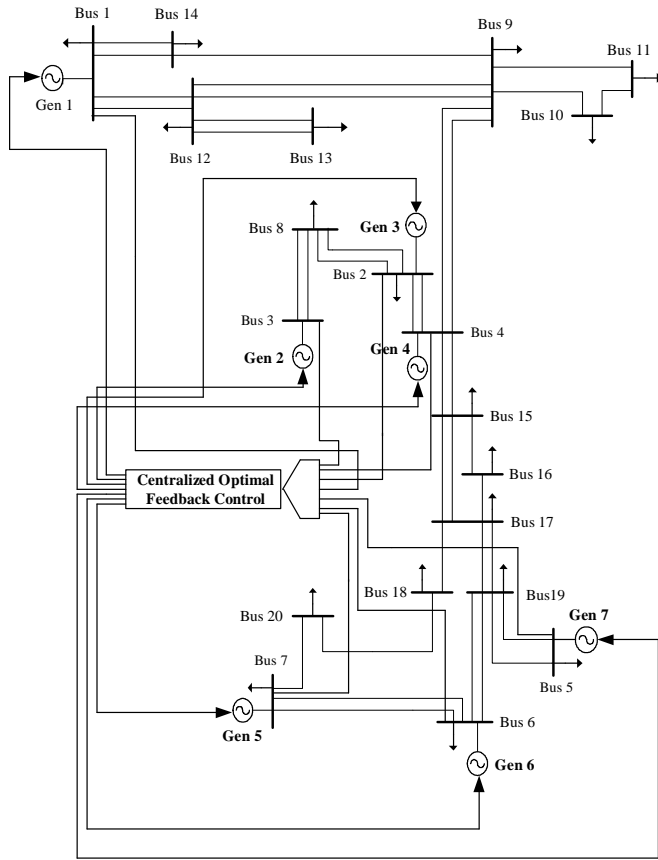 Bus 1
Bus 14
Bus 9
Bus 11
Gen 1
Bus 10
Bus 12
Bus 13
Bus 8
Gen 3
Bus 2
Bus 3
Bus 4
Gen 2
Gen 4
Bus 15
Centralized Optimal
Feedback Control
Bus 16
Bus 17
Bus 18
Bus19
Bus 20
Gen 7
Bus 7
Bus 5
Gen 5
Bus 6
Gen 6